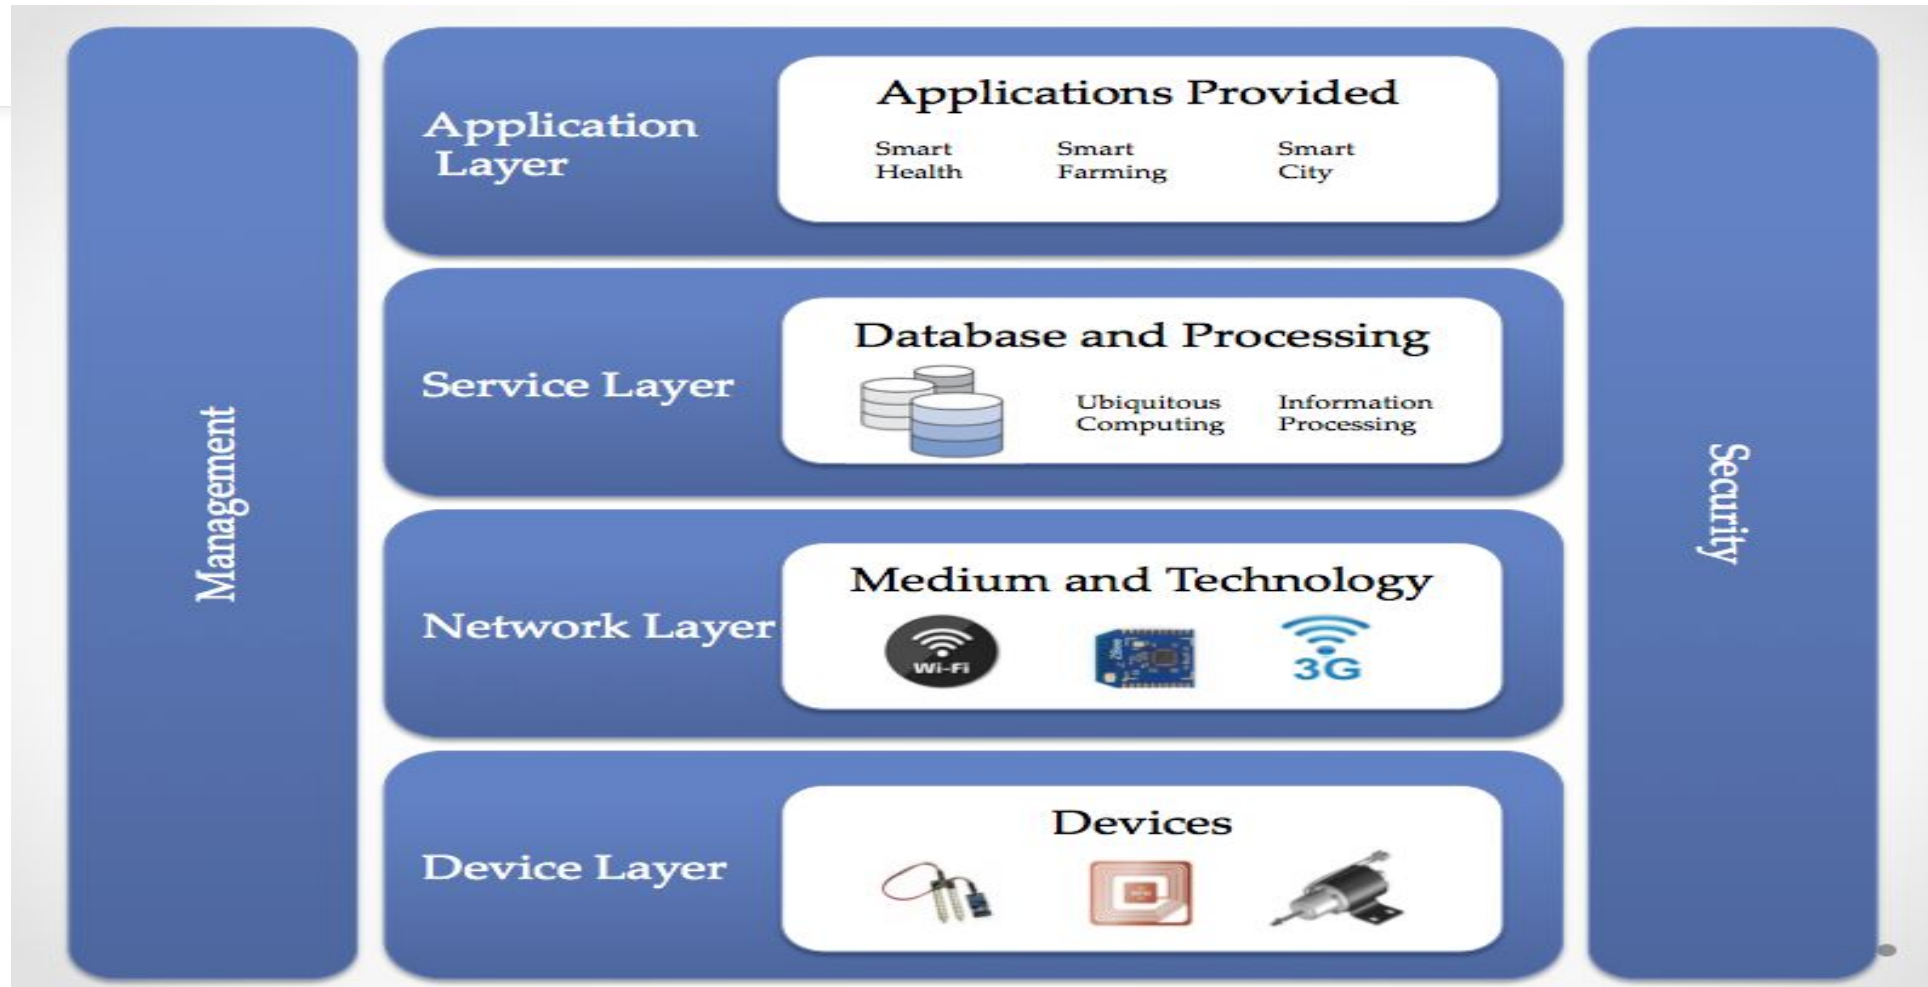 Management
Application
Layer
Applications Provided
Smart
Health
Smart
Farming
Smart
City
Service Layer
Database and Processing
Ubiquitous
Computing
Information
Processing
Network Layer
Medium and Technology
Wi-Fi
3G
Device Layer
Devices
Security